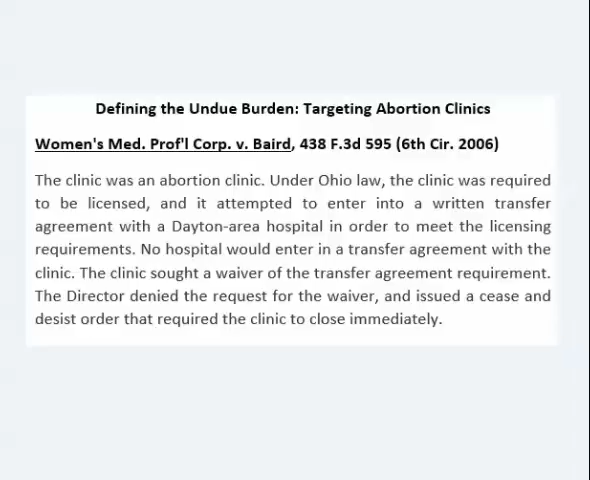 Defining the Undue Burden: Targeting Abortion Clinics
Women's Med. Prof'l Corp. v. Baird, 438 F.3d 595 (6th Cir. 2006)
The clinic was an abortion clinic. Under Ohio law, the clinic was required
to be licensed, and it attempted to enter into a written transfer
agreement with a Dayton-area hospital in order to meet the licensing
requirements. No hospital would enter in a transfer agreement with the
clinic. The clinic sought a waiver of the transfer agreement requirement.
The Director denied the request for the waiver, and issued a cease and
desist order that required the clinic to close immediately.